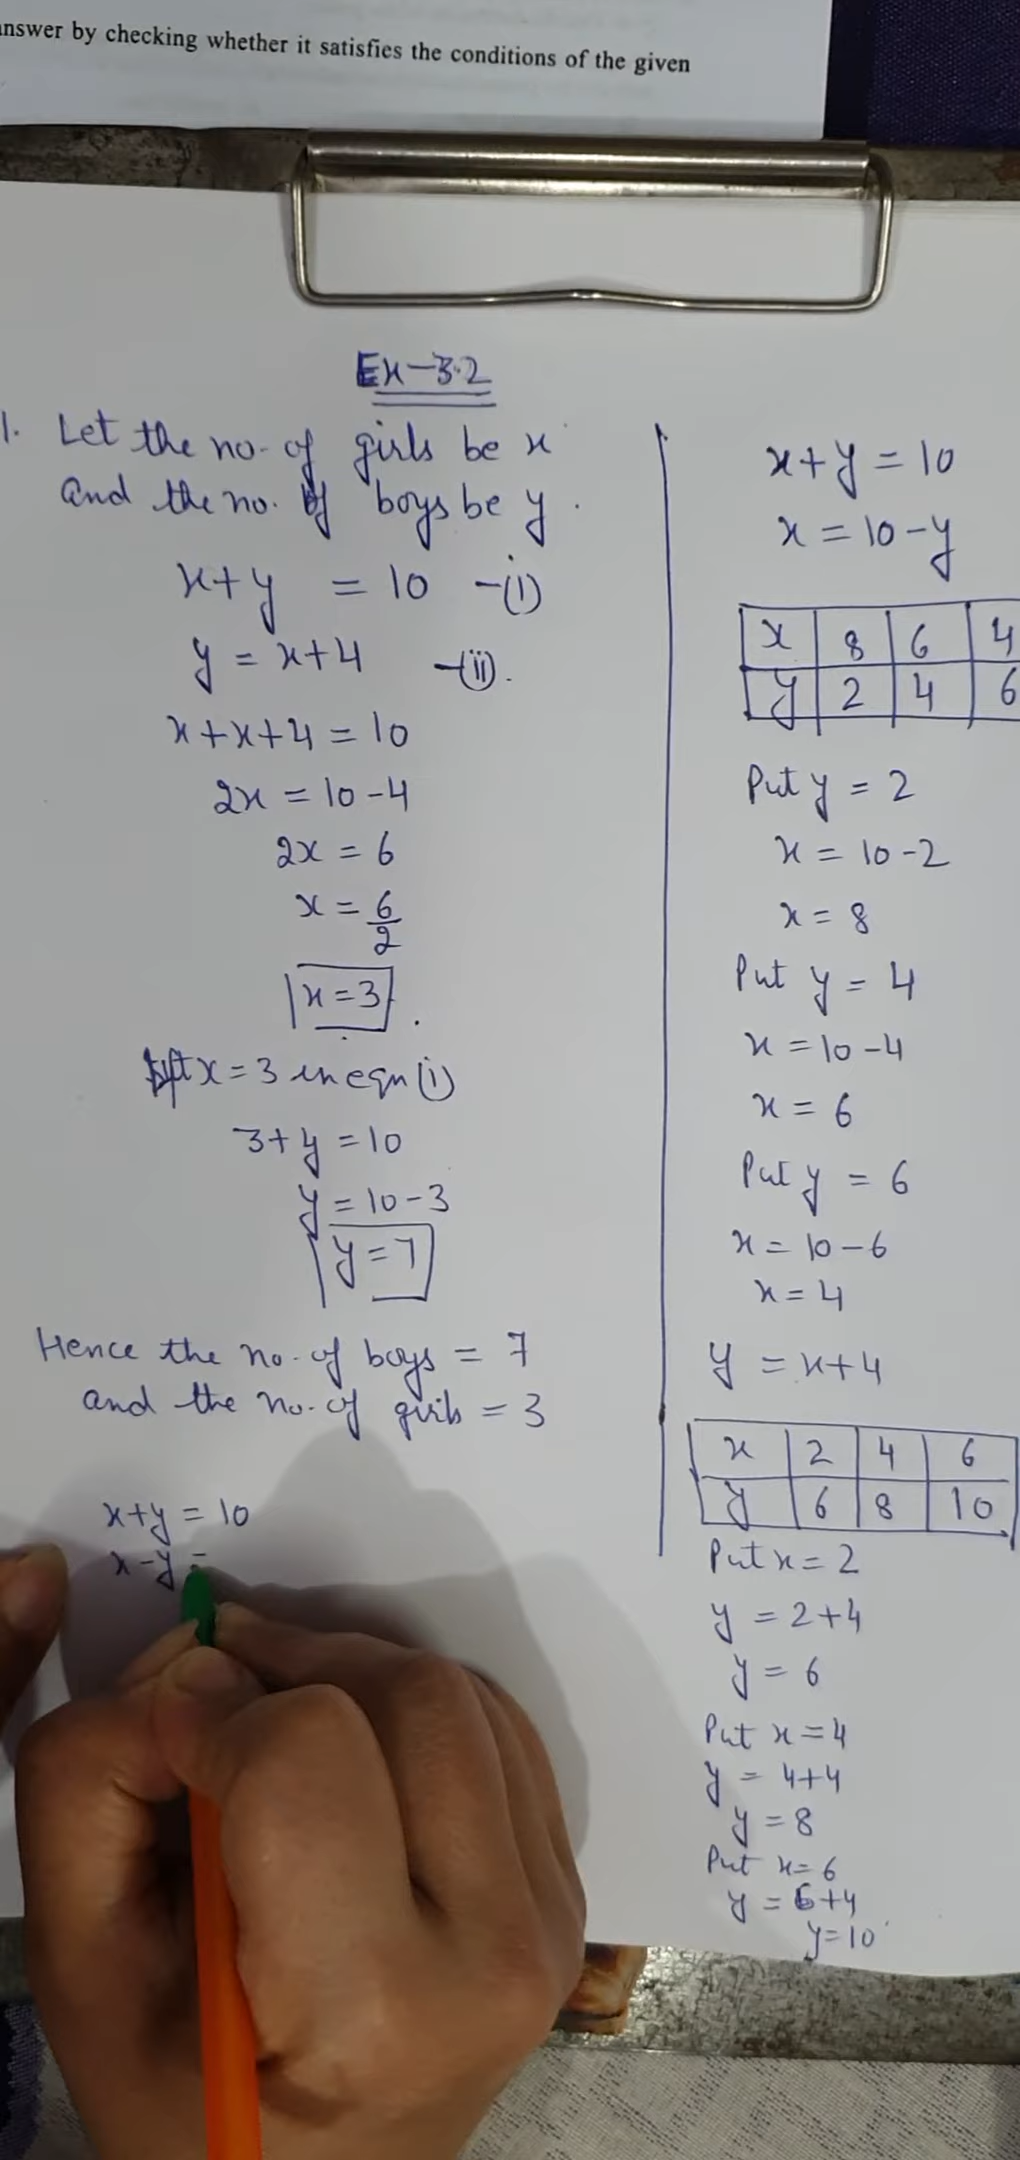 answer by checking whether it satisfies the conditions of the given
Ex-3.2
1. Let the no. of girls be x
and the no. of boys be y.
x+y = 10 -(i)
y = x+4 -(ii).
x+x+4 = 10
2x = 10-4
2x = 6
x = 6/2
x = 3
x = 3 in eqn (i)
3+y = 10
y = 10-3
y = 7
Hence the no. of boys = 7
and the no. of girls = 3
x+y = 10
x-y =
x+y = 10
x = 10-y
x 8 6 4
y 2 4 6
Put y = 2
x = 10-2
x = 8
Put y = 4
x = 10-4
x = 6
Put y = 6
x = 10-6
x = 4
y = x+4
x 2 4 6
y 6 8 10
Put x = 2
y = 2+4
y = 6
Put x = 4
y = 4+4
y = 8
Put x = 6
y = 6+4
y = 10